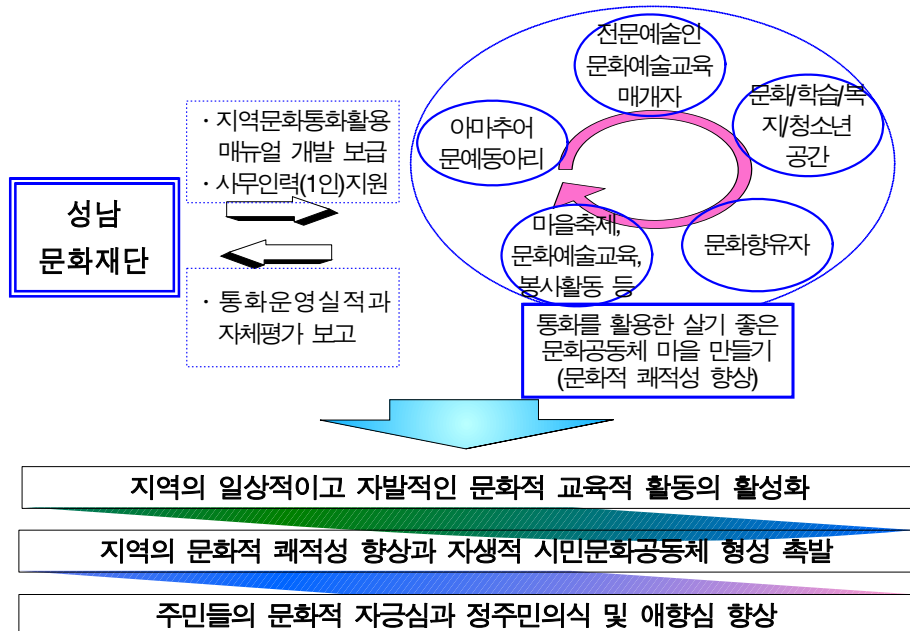 성남
문화재단
· 지역문화통화활용
매뉴얼 개발 보급
· 사무인력(1인)지원
· 통화운영실적과
자체평가 보고
전문예술인
문화예술교육
매개자
아마추어
문예동아리
문화/학습/복
지/청소년
공간
마을축제,
문화예술교육,
봉사활동 등
문화향유자
통화를 활용한 살기 좋은
문화공동체 마을 만들기
(문화적 쾌적성 향상)
지역의 일상적이고 자발적인 문화적 교육적 활동의 활성화
지역의 문화적 쾌적성 향상과 자생적 시민문화공동체 형성 촉발
주민들의 문화적 자긍심과 정주민의식 및 애향심 향상